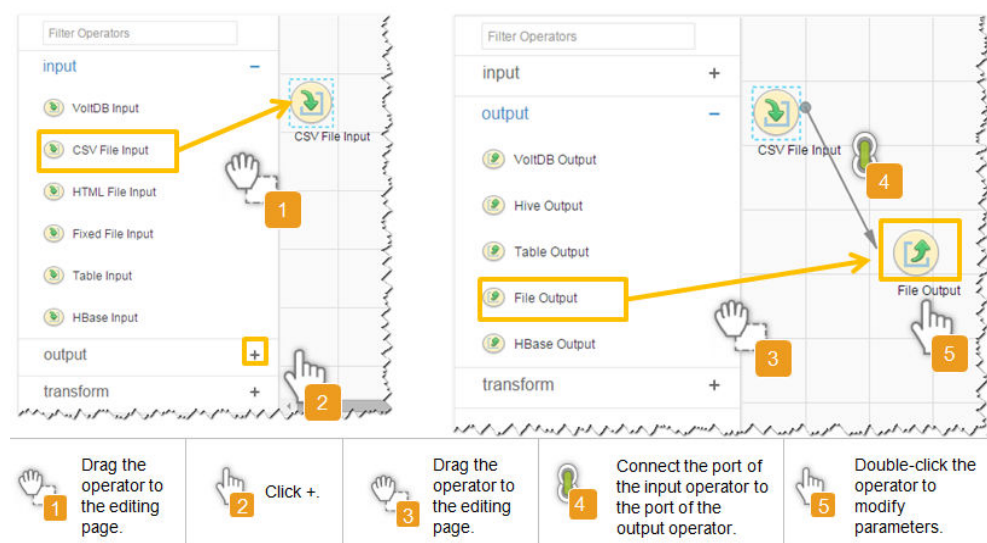 Filter Operators
input −
VoltDB Input
CSV File Input
HTML File Input
Fixed File Input
Table Input
HBase Input
output +
transform +
CSV File Input
1
2
Filter Operators
input +
output −
VoltDB Output
Hive Output
Table Output
File Output
HBase Output
transform +
CSV File Input
4
File Output
3
5
1
Drag the
operator to
the editing
page.
2
Click +.
3
Drag the
operator to
the editing
page.
4
Connect the port of
the input operator to
the port of the
output operator.
5
Double-click the
operator to
modify
parameters.